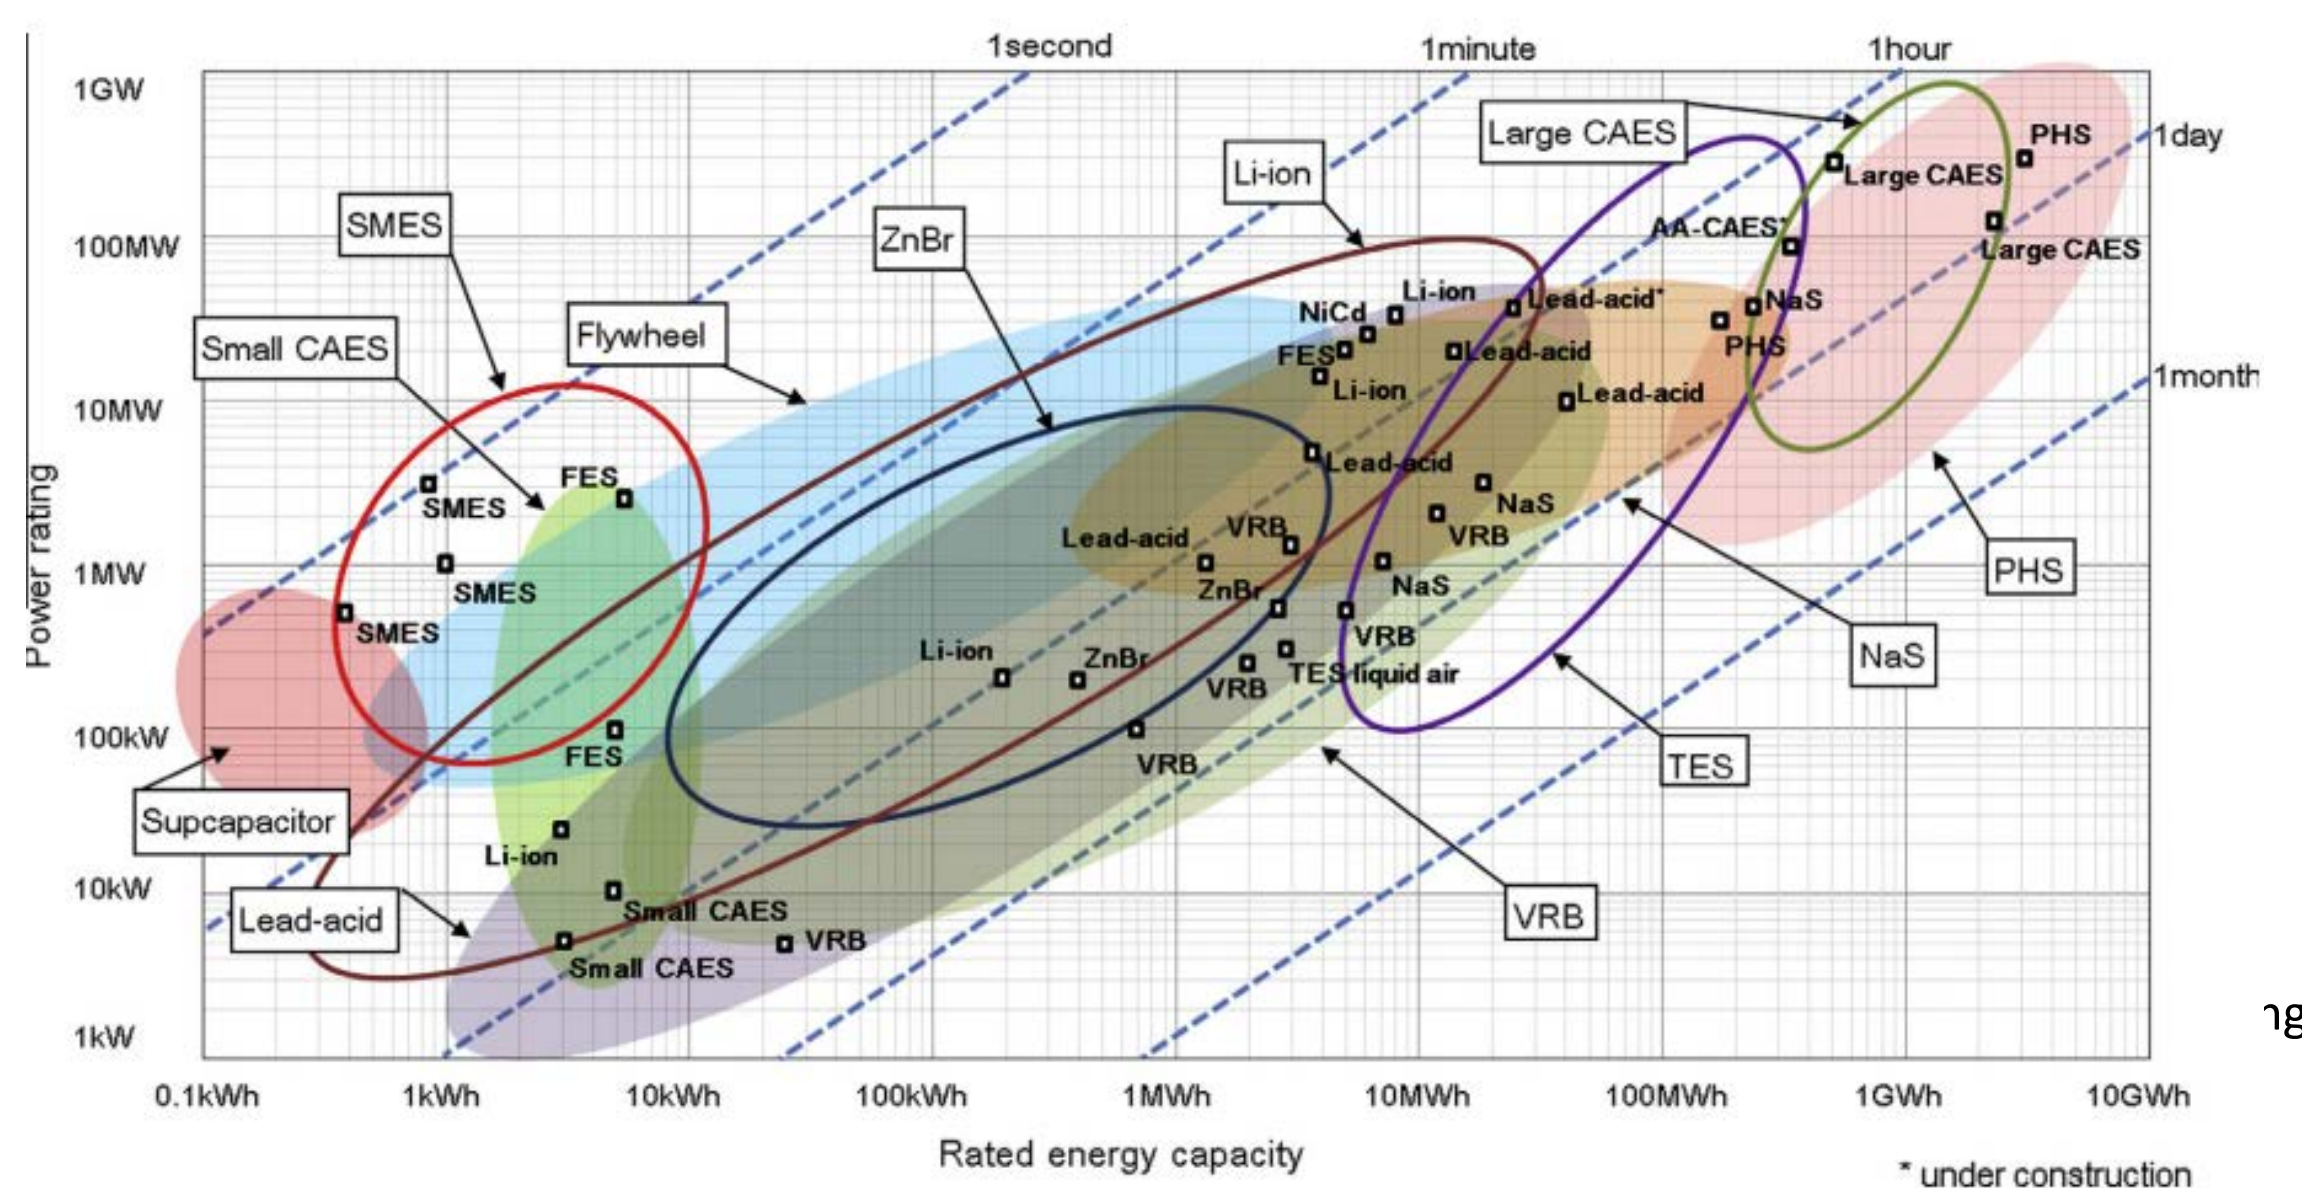 1second
1minute
1hour
1GW
Large CAES
PHS
1day
Li-ion
Large CAES
SMES
AA-CAES*
ZnBr
100MW
Large CAES
Li-ion
Lead-acid*
NaS
NiCd
Small CAES
Flywheel
FES
Lead-acid
PHS
1month
Li-ion
Lead-acid
10MW
Lead-acid
FES
SMES
NaS
VRB
Lead-acid
VRB
Power rating
1MW
PHS
SMES
ZnBr
NaS
SMES
VRB
NaS
Li-ion
ZnBr
TES liquid air
VRB
100kW
FES
VRB
TES
Supcapacitor
Li-ion
10kW
Lead-acid
Small CAES
VRB
VRB
Small CAES
ng
1kW
0.1kWh
1kWh
10kWh
100kWh
1MWh
10MWh
100MWh
1GWh
10GWh
Rated energy capacity
* under construction